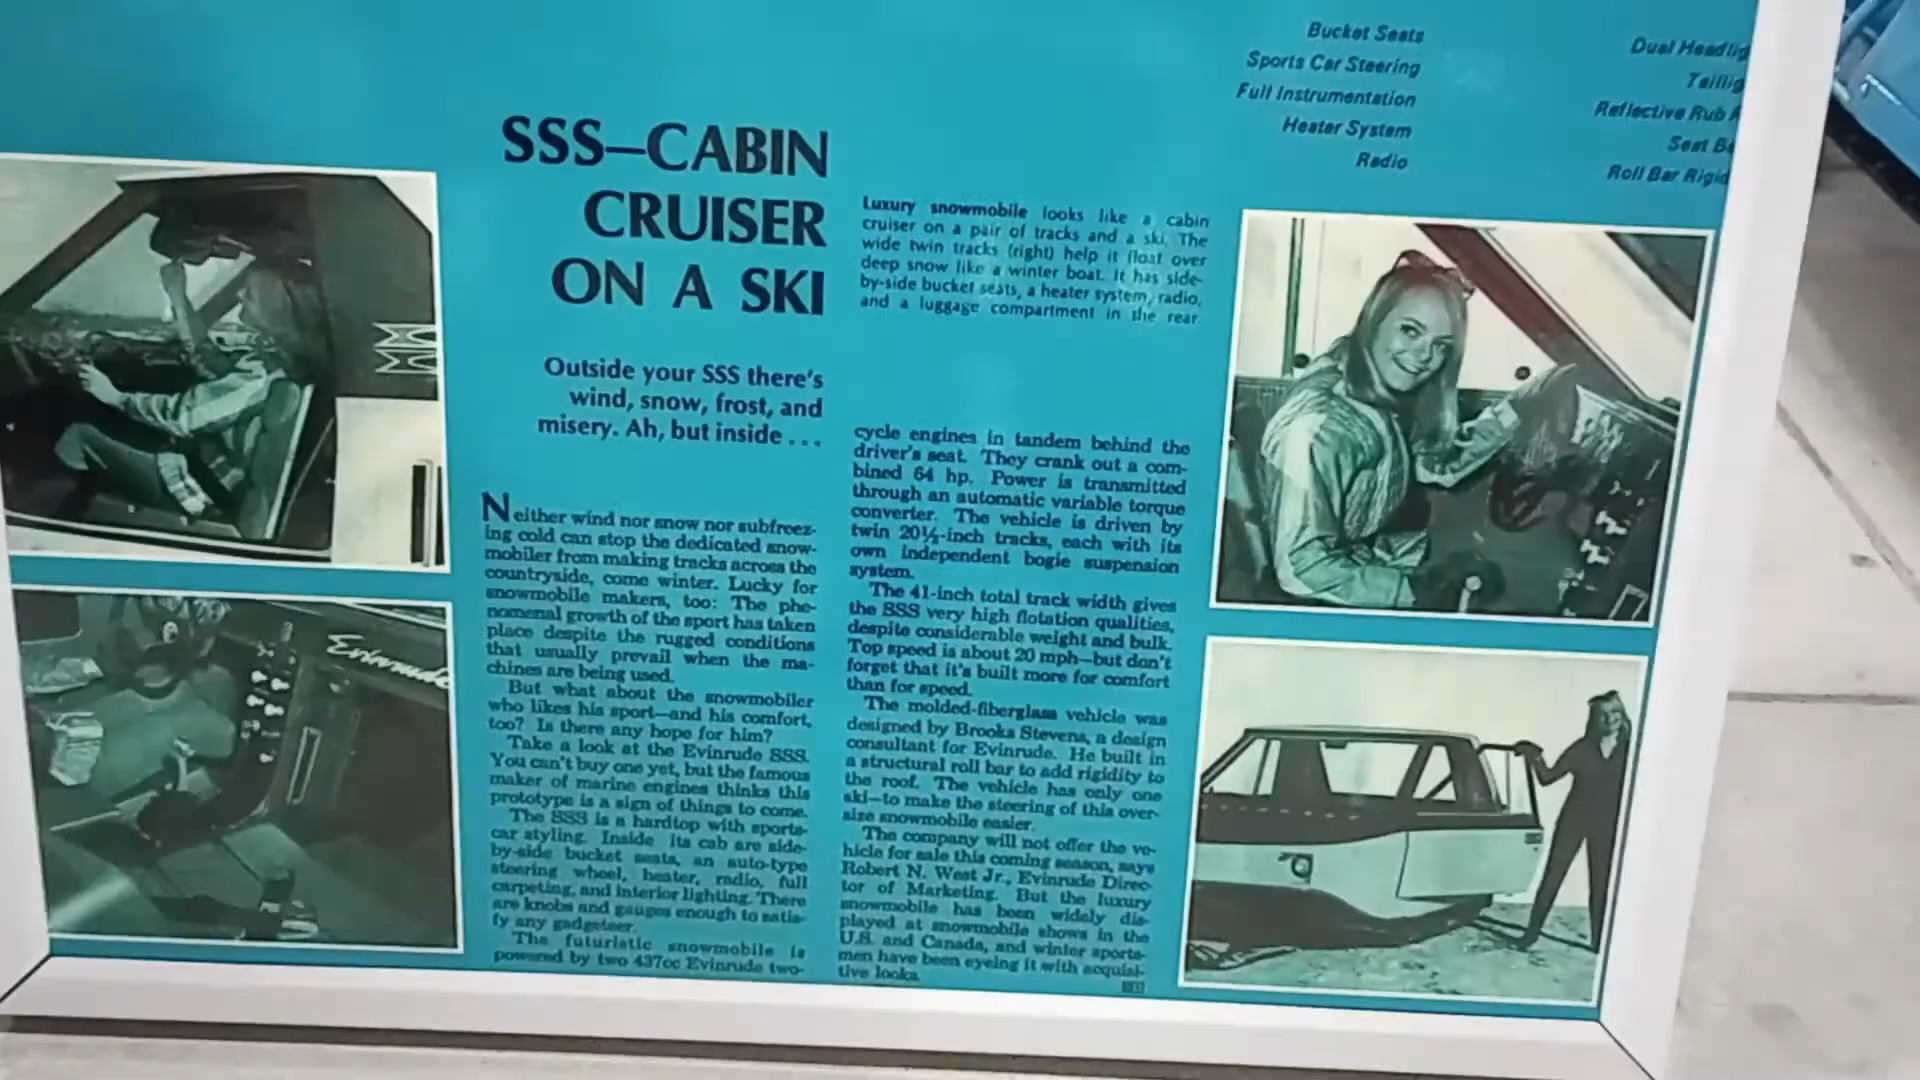 Bucket Seats
Sports Car Steering
Full Instrumentation
Heater System
Radio
Dual Headlig
Taillig
Reflective Rub
Seat Be
Roll Bar Rigid
SSS—CABIN
CRUISER
ON A SKI
Luxury snowmobile looks like a cabin
cruiser on a pair of tracks and a ski. The
wide twin tracks (right) help it float over
deep snow like a winter boat. It has side-
by-side bucket seats, a heater system, radio,
and a luggage compartment in the rear.
Outside your SSS there's
wind, snow, frost, and
misery. Ah, but inside . . .
Neither wind nor snow nor subfreez-
ing cold can stop the dedicated snow-
mobiler from making tracks across the
countryside, come winter. Lucky for
snowmobile makers, too: The phe-
nomenal growth of the sport has taken
place despite the rugged conditions
that usually prevail when the ma-
chines are being used.
But what about the snowmobiler
who likes his sport—and his comfort,
too? Is there any hope for him?
Take a look at the Evinrude SSS.
You can't buy one yet, but the famous
maker of marine engines thinks this
prototype is a sign of things to come.
The SSS is a hardtop with sports-
car styling. Inside its cab are side-
by-side bucket seats, an auto-type
steering wheel, heater, radio, full
carpeting, and interior lighting. There
are knobs and gauges enough to satis-
fy any gadgeteer.
The futuristic snowmobile is
powered by two 437cc Evinrude two-
cycle engines in tandem behind the
driver's seat. They crank out a com-
bined 64 hp. Power is transmitted
through an automatic variable torque
converter. The vehicle is driven by
twin 20½-inch tracks, each with its
own independent bogie suspension
system.
The 41-inch total track width gives
the SSS very high flotation qualities,
despite considerable weight and bulk.
Top speed is about 20 mph—but don't
forget that it's built more for comfort
than for speed.
The molded-fiberglass vehicle was
designed by Brooks Stevens, a design
consultant for Evinrude. He built in
a structural roll bar to add rigidity to
the roof. The vehicle has only one
ski—to make the steering of this over-
size snowmobile easier.
The company will not offer the ve-
hicle for sale this coming season, says
Robert N. West Jr., Evinrude Direc-
tor of Marketing. But the luxury
snowmobile has been widely dis-
played at snowmobile shows in the
U.S. and Canada, and winter sports-
men have been eyeing it with acquisi-
tive looks.
Evinrude